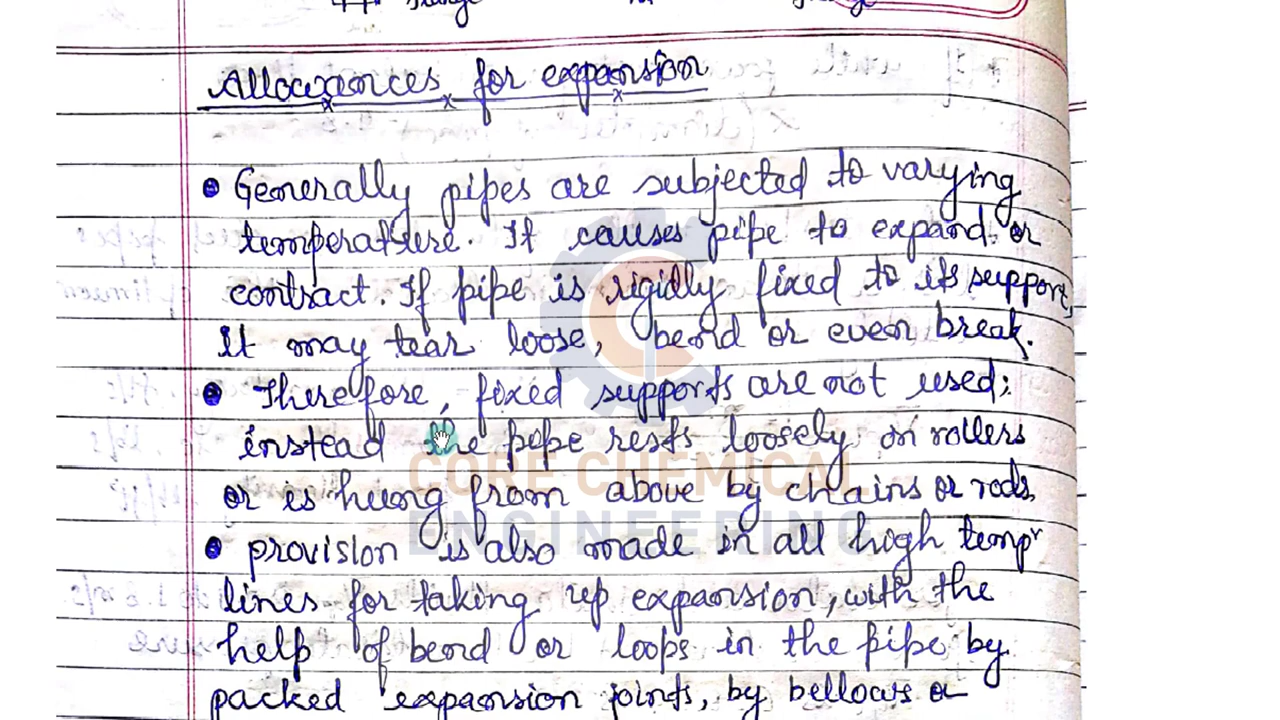 Allowances for expansion
• Generally pipes are subjected to varying
temperature. It causes pipe to expand or
contract. If pipe is rigidly fixed to its support,
It may tear loose, bend or even break.
• Therefore, fixed supports are not used;
instead the pipe rests loosely on rollers
or is hung from above by chains or rods.
CORE CHEMICAL
ENGINEERING
• provision is also made in all high tempr
lines for taking up expansion, with the
help of bend or loops in the pipe by
packed expansion joints, by bellows or